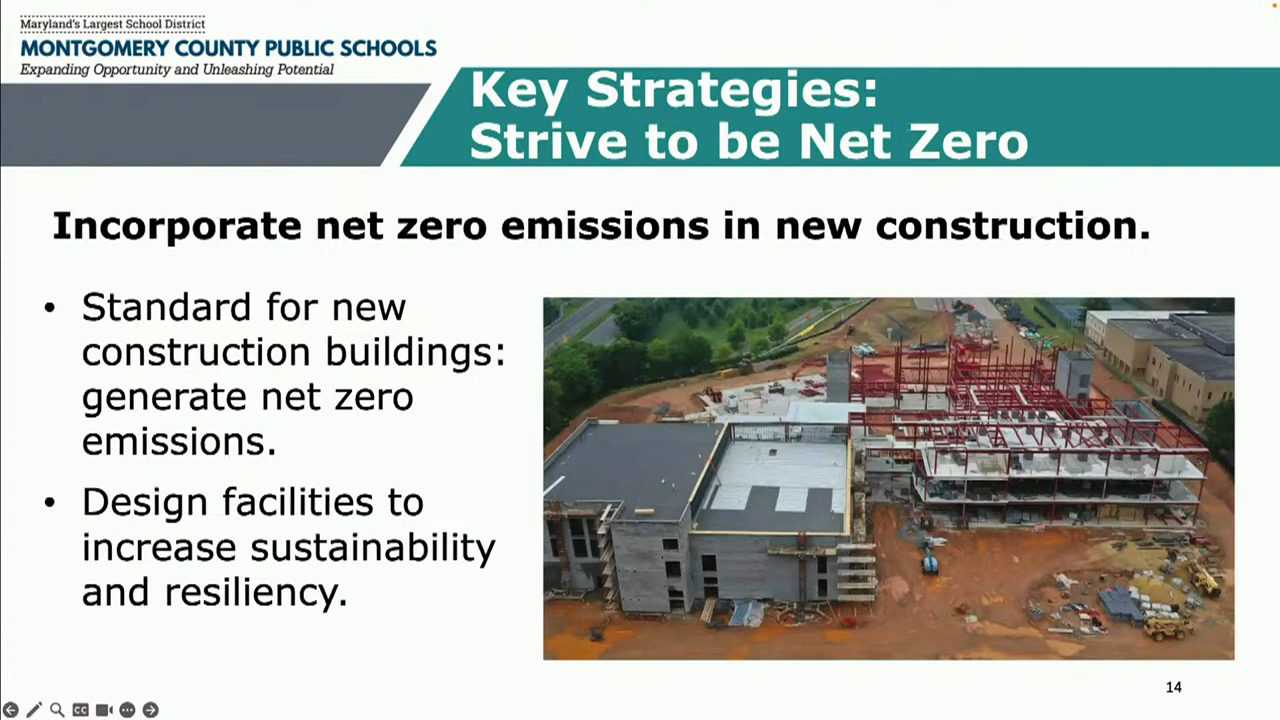 Maryland's Largest School District
MONTGOMERY COUNTY PUBLIC SCHOOLS
Expanding Opportunity and Unleashing Potential
Key Strategies:
Strive to be Net Zero
Incorporate net zero emissions in new construction.
• Standard for new
construction buildings:
generate net zero
emissions.
• Design facilities to
increase sustainability
and resiliency.
14
CC